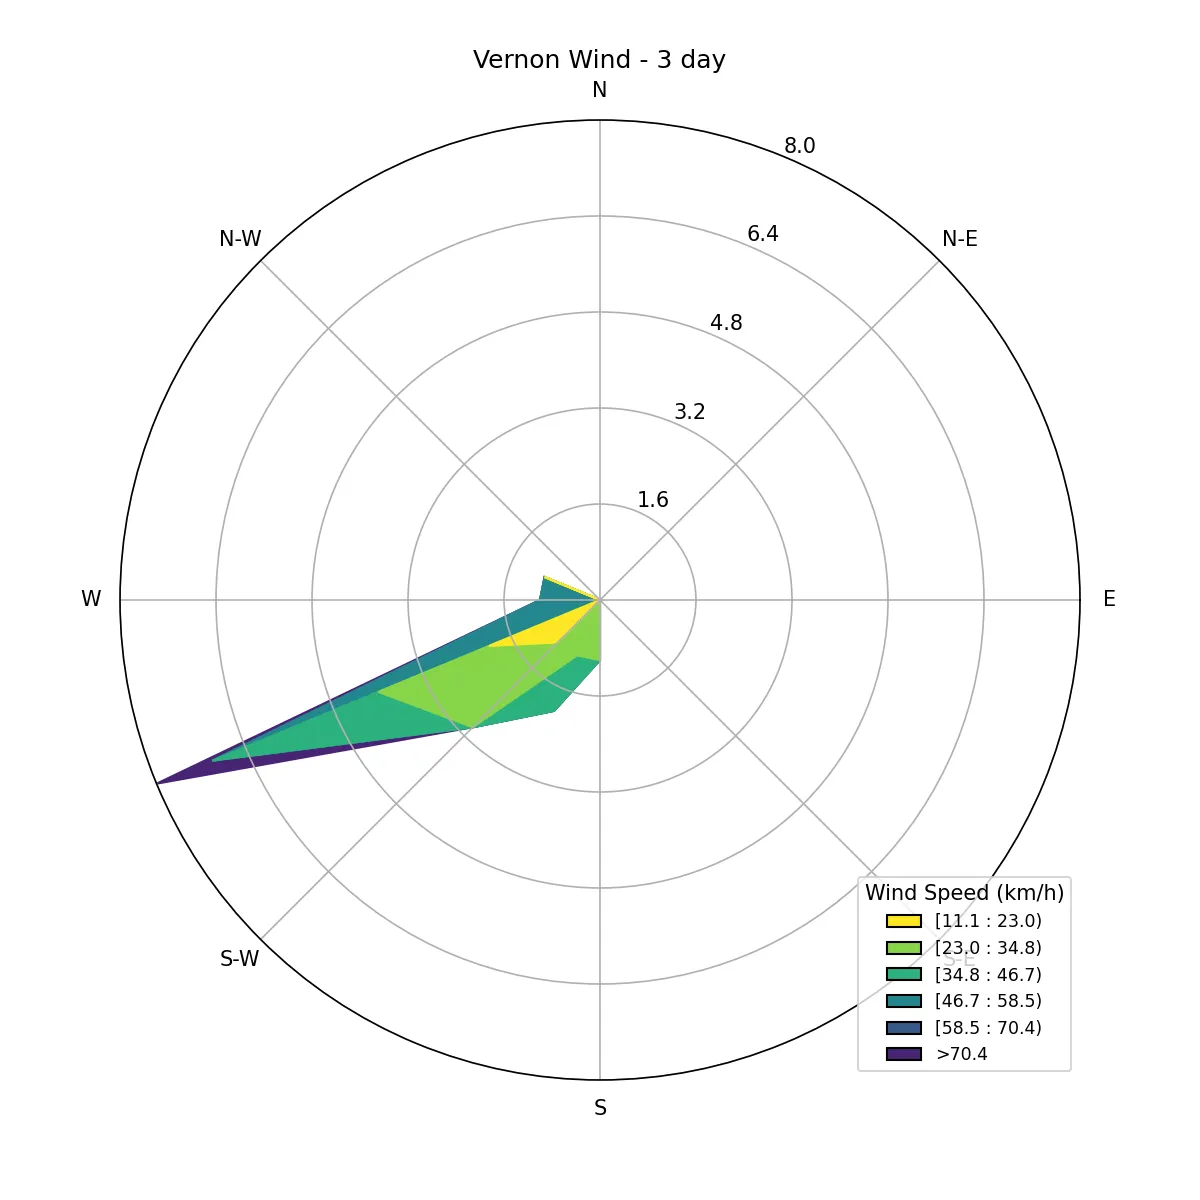 Vernon Wind - 3 day
N
8.0
N-W
6.4
N-E
4.8
3.2
1.6
W
E
S-W
S-E
S
Wind Speed (km/h)
[11.1 : 23.0)
[23.0 : 34.8)
[34.8 : 46.7)
[46.7 : 58.5)
[58.5 : 70.4)
>70.4